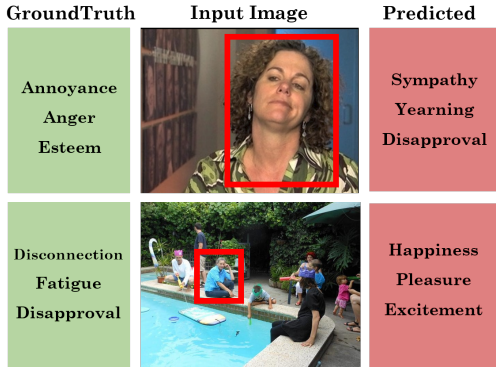 GroundTruth
Input Image
Predicted
Annoyance
Anger
Esteem
Sympathy
Yearning
Disapproval
Disconnection
Fatigue
Disapproval
Happiness
Pleasure
Excitement